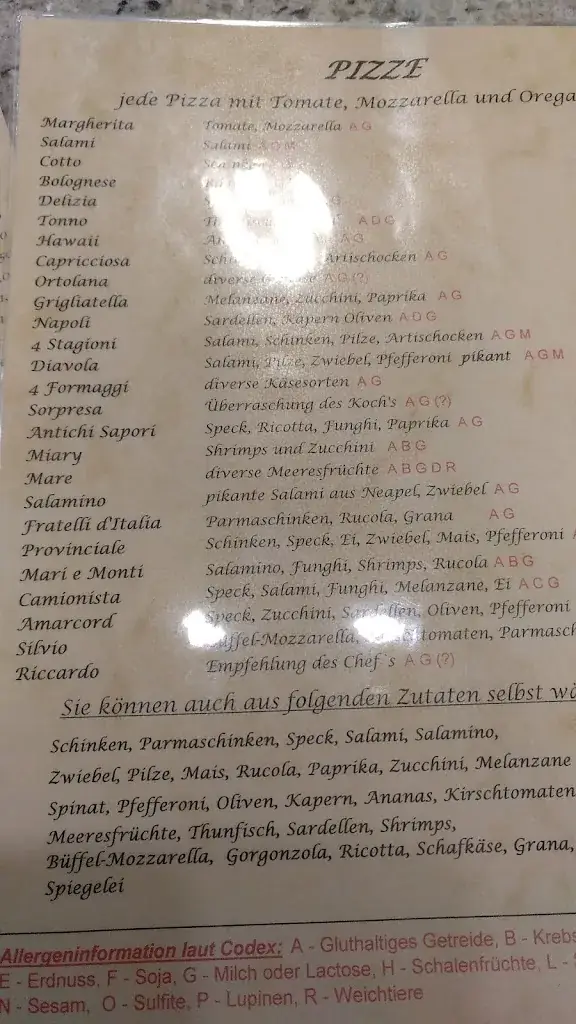 PIZZE
jede Pizza mit Tomate, Mozzarella und Orega
Margherita Tomate, Mozzarella A G
Salami Salami A G M
Cotto
Bolognese
Delizia
Tonno A D G
Hawaii A G
Capricciosa Artischocken A G
Ortolana diverse A G (?)
Grigliatella Melanzane, Zucchini, Paprika A G
Napoli Sardellen, Kapern Oliven A D G
4 Stagioni Salami, Schinken, Pilze, Artischocken A G M
Diavola Salami, Pilze, Zwiebel, Pfefferoni pikant A G M
4 Formaggi diverse Käsesorten A G
Sorpresa Überraschung des Koch's A G (?)
Antichi Sapori Speck, Ricotta, Funghi, Paprika A G
Miary Shrimps und Zucchini A B G
Mare diverse Meeresfrüchte A B G D R
Salamino pikante Salami aus Neapel, Zwiebel A G
Fratelli d'Italia Parmaschinken, Rucola, Grana A G
Provinciale Schinken, Speck, Ei, Zwiebel, Mais, Pfefferoni
Mari e Monti Salamino, Funghi, Shrimps, Rucola A B G
Camionista Speck, Salami, Funghi, Melanzane, Ei A C G
Amarcord Speck, Zucchini, Sardellen, Oliven, Pfefferoni
Silvio Büffel-Mozzarella, tomaten, Parmasch
Riccardo Empfehlung des Chef´s A G (?)
Sie können auch aus folgenden Zutaten selbst wä
Schinken, Parmaschinken, Speck, Salami, Salamino,
Zwiebel, Pilze, Mais, Rucola, Paprika, Zucchini, Melanzane
Spinat, Pfefferoni, Oliven, Kapern, Ananas, Kirschtomaten
Meeresfrüchte, Thunfisch, Sardellen, Shrimps,
Büffel-Mozzarella, Gorgonzola, Ricotta, Schafkäse, Grana,
Spiegelei
Allergeninformation laut Codex: A - Gluthaltiges Getreide, B - Krebs
E - Erdnuss, F - Soja, G - Milch oder Lactose, H - Schalenfrüchte, L -
N - Sesam, O - Sulfite, P - Lupinen, R - Weichtiere